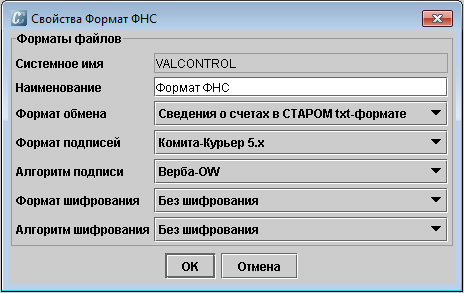 Свойства Формат ФНС
Форматы файлов
Системное имя VALCONTROL
Наименование Формат ФНС
Формат обмена Сведения о счетах в СТАРОМ txt-формате
Формат подписей Комита-Курьер 5.x
Алгоритм подписи Верба-OW
Формат шифрования Без шифрования
Алгоритм шифрования Без шифрования
ОК Отмена